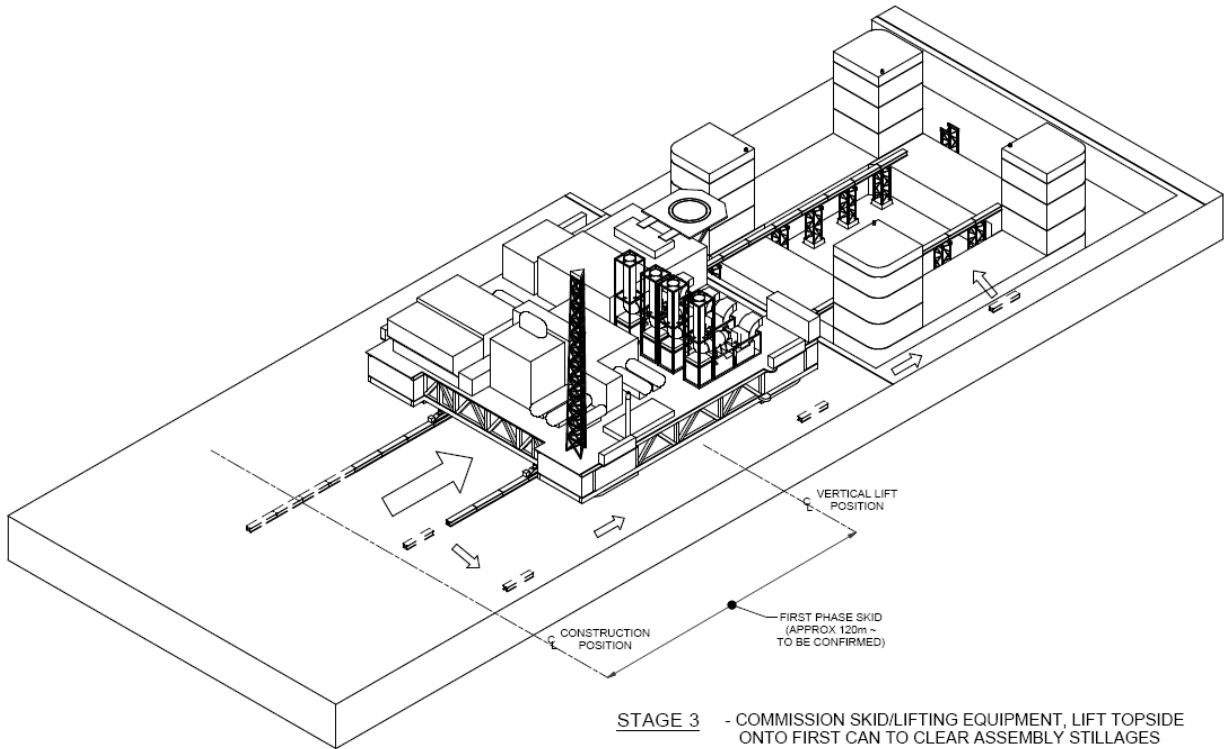 ℄ VERTICAL LIFT
POSITION
FIRST PHASE SKID
(APPROX 120m ~
TO BE CONFIRMED)
℄ CONSTRUCTION
POSITION
STAGE 3 - COMMISSION SKID/LIFTING EQUIPMENT, LIFT TOPSIDE
ONTO FIRST CAN TO CLEAR ASSEMBLY STILLAGES